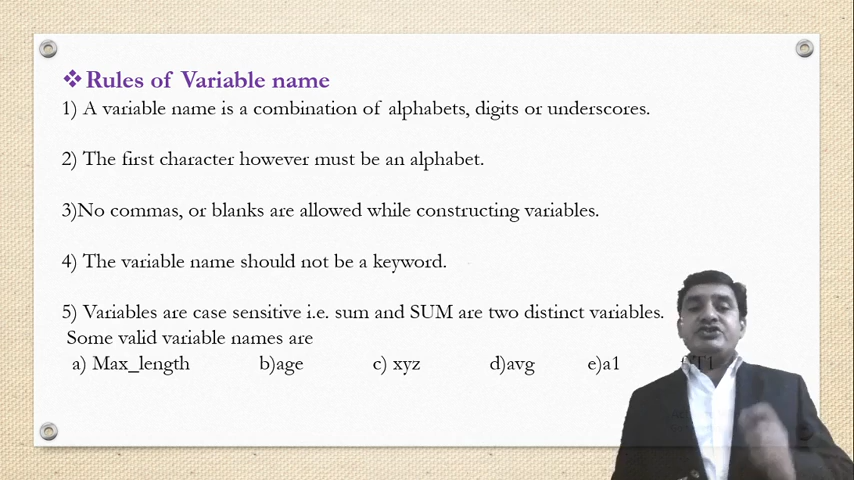 ❖Rules of Variable name
1) A variable name is a combination of alphabets, digits or underscores.
2) The first character however must be an alphabet.
3)No commas, or blanks are allowed while constructing variables.
4) The variable name should not be a keyword.
5) Variables are case sensitive i.e. sum and SUM are two distinct variables.
Some valid variable names are
a) Max_length b)age c) xyz d)avg e)a1 f)T1